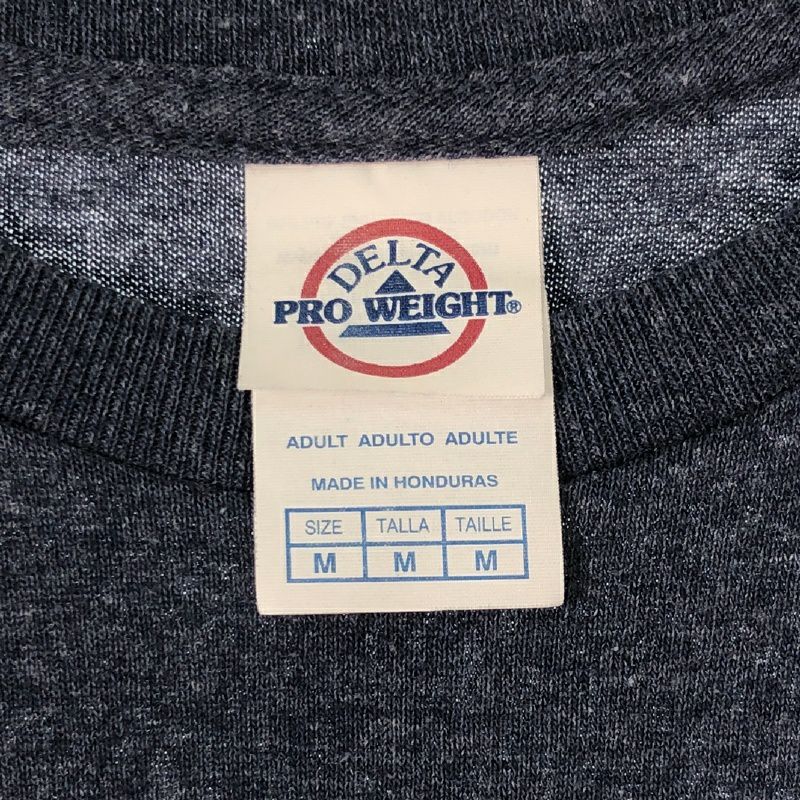 DELTA
PRO WEIGHT®
ADULT ADULTO ADULTE
MADE IN HONDURAS
SIZE TALLA TAILLE
M M M